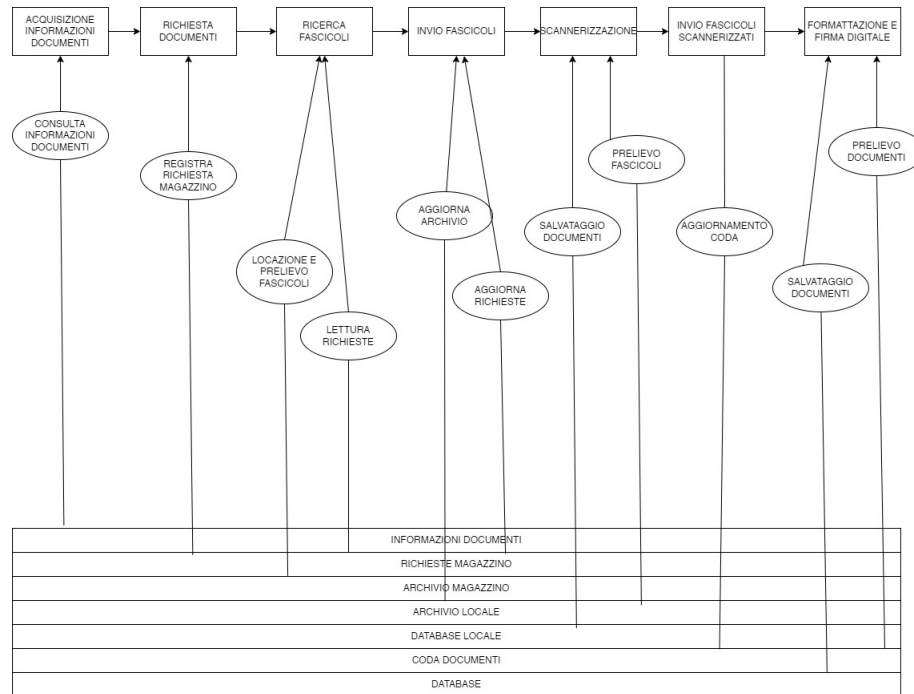 ACQUISIZIONE
INFORMAZIONI
DOCUMENTI
RICHIESTA
DOCUMENTI
RICERCA
FASCICOLI
INVIO FASCICOLI
SCANNERIZZAZIONE
INVIO FASCICOLI
SCANNERIZZATI
FORMATTAZIONE E
FIRMA DIGITALE
CONSULTA
INFORMAZIONI
DOCUMENTI
REGISTRA
RICHIESTA
MAGAZZINO
LOCAZIONE E
PRELIEVO
FASCICOLI
LETTURA
RICHIESTE
AGGIORNA
ARCHIVIO
AGGIORNA
RICHIESTE
SALVATAGGIO
DOCUMENTI
PRELIEVO
FASCICOLI
AGGIORNAMENTO
CODA
SALVATAGGIO
DOCUMENTI
PRELIEVO
DOCUMENTI
INFORMAZIONI DOCUMENTI
RICHIESTE MAGAZZINO
ARCHIVIO MAGAZZINO
ARCHIVIO LOCALE
DATABASE LOCALE
CODA DOCUMENTI
DATABASE